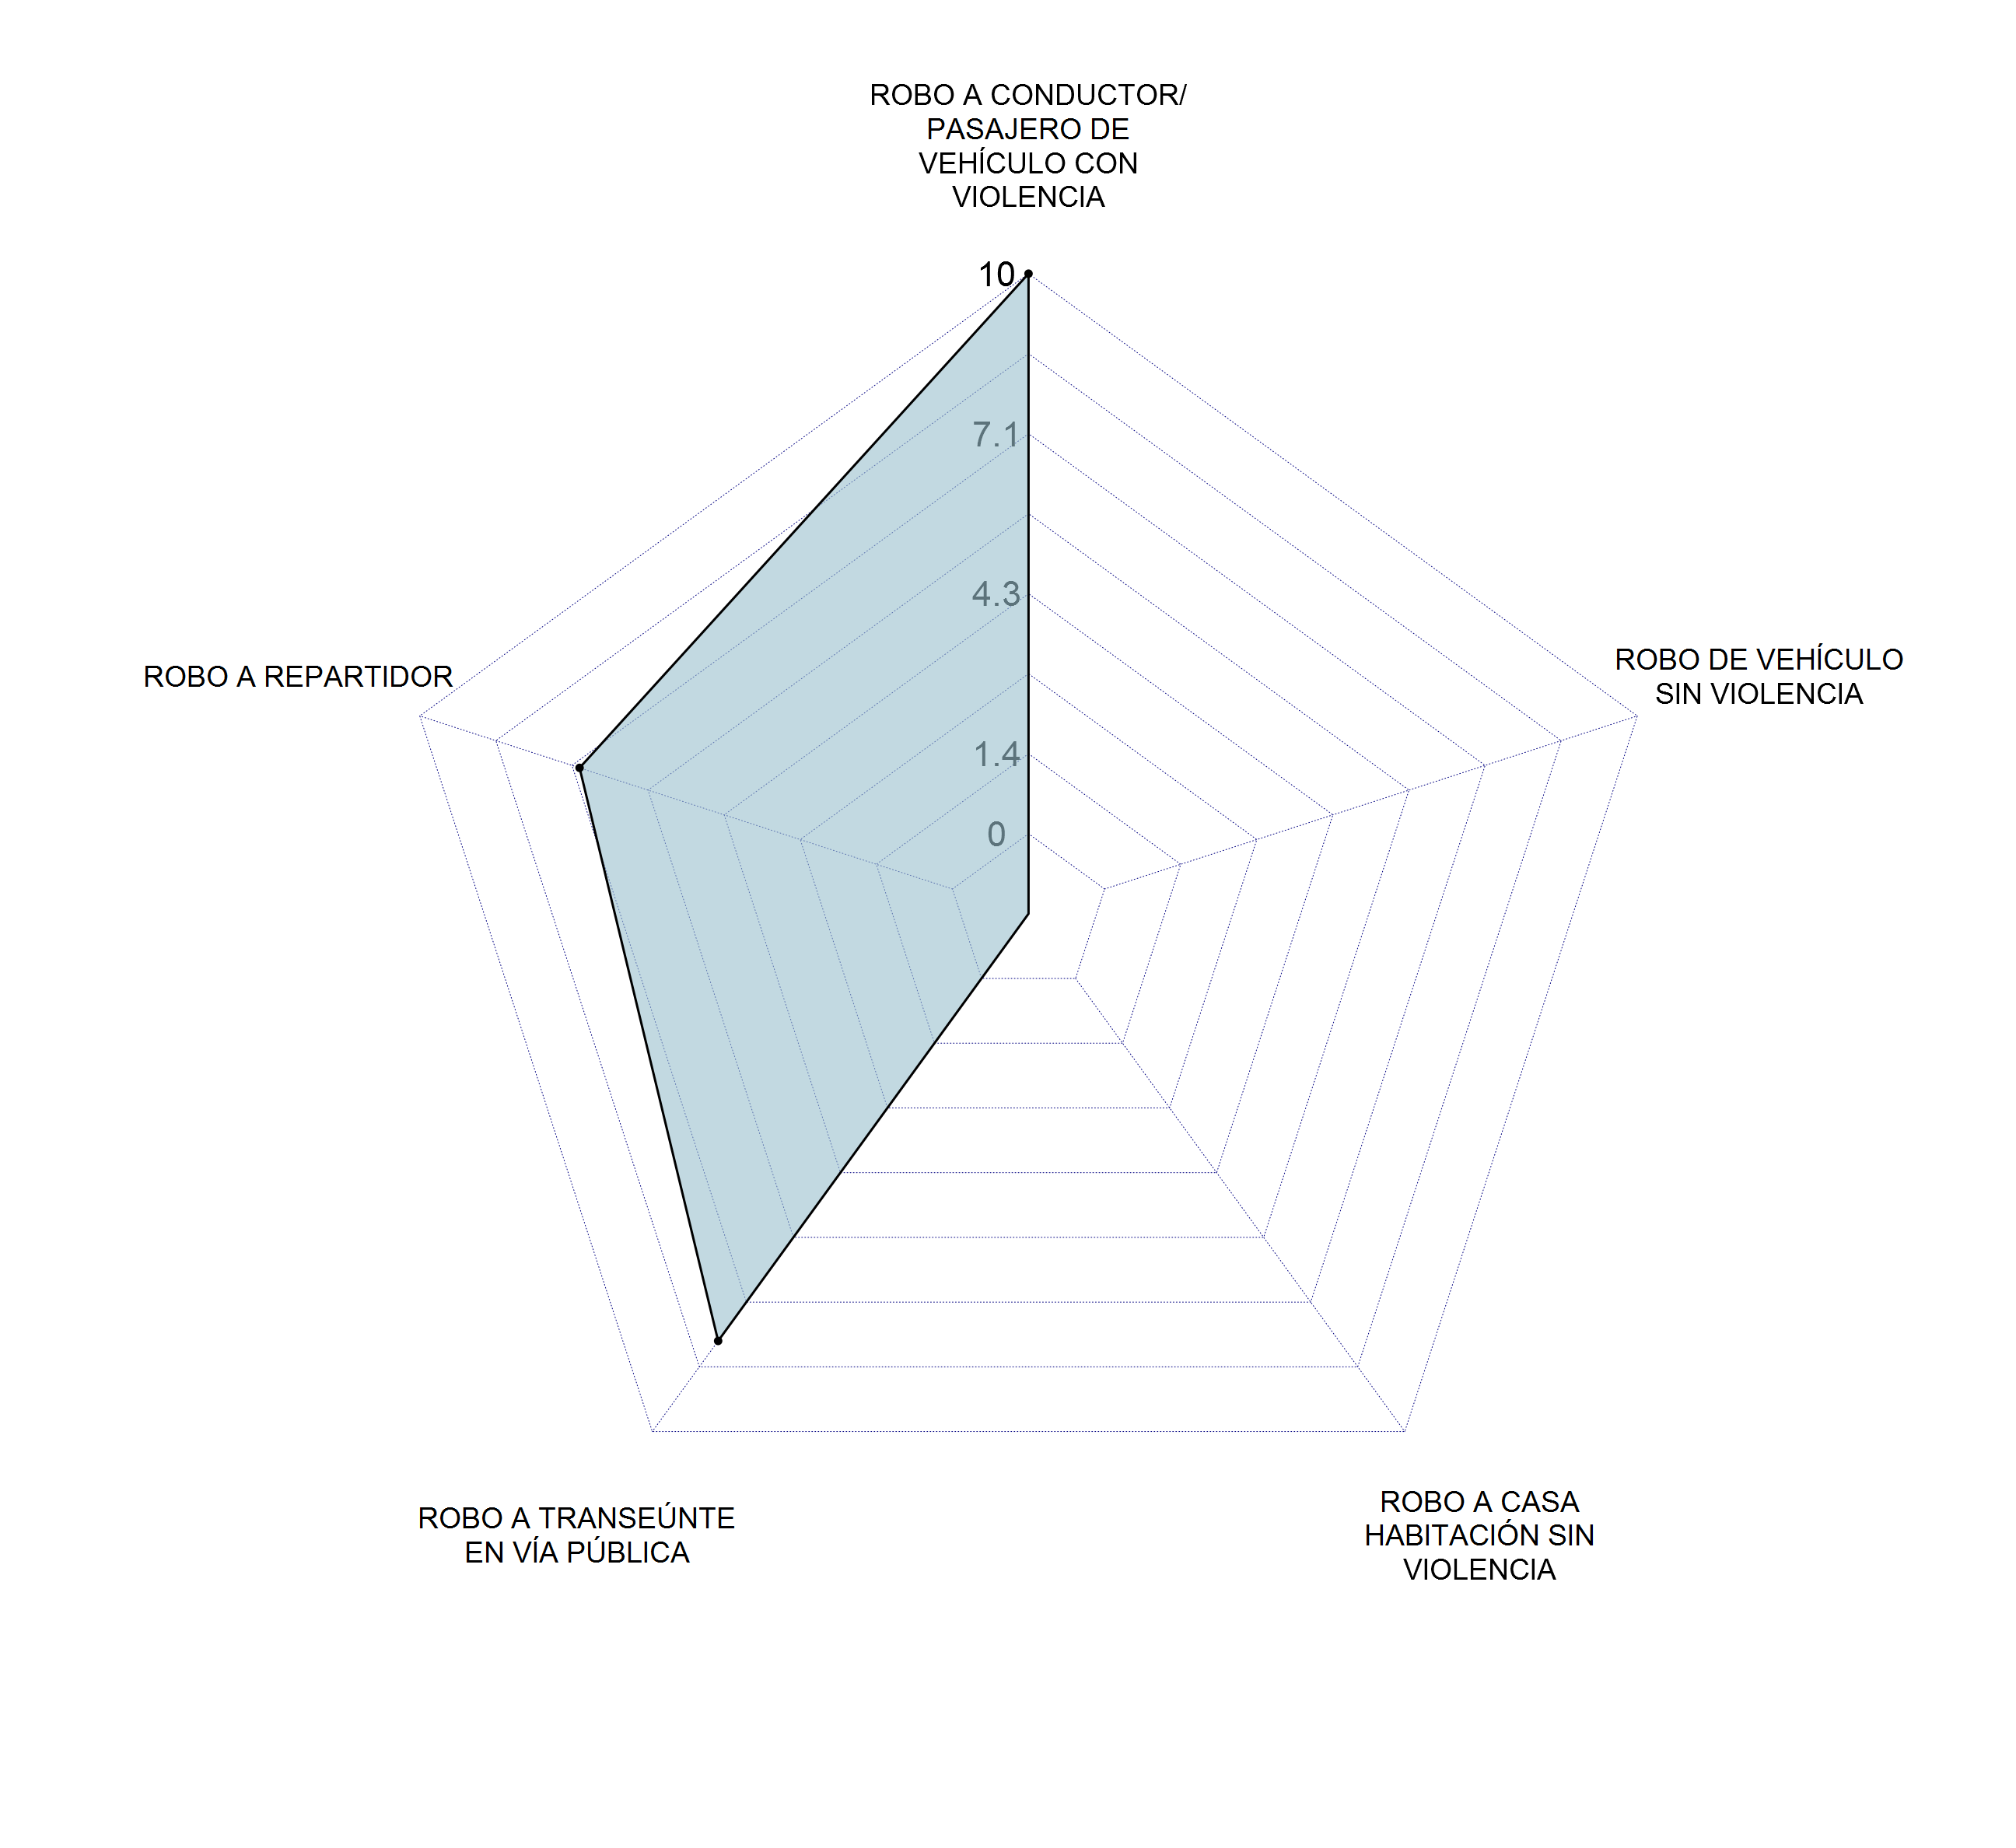 ROBO A CONDUCTOR/
PASAJERO DE
VEHÍCULO CON
VIOLENCIA
10
7.1
4.3
1.4
0
ROBO A REPARTIDOR
ROBO DE VEHÍCULO
SIN VIOLENCIA
ROBO A TRANSEÚNTE
EN VÍA PÚBLICA
ROBO A CASA
HABITACIÓN SIN
VIOLENCIA